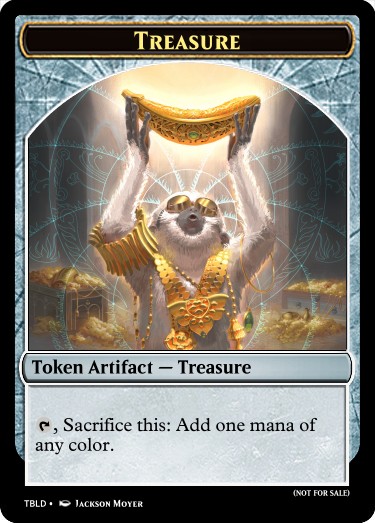 Treasure
Token Artifact — Treasure
, Sacrifice this: Add one mana of
any color.
(NOT FOR SALE)
TBLD • Jackson Moyer